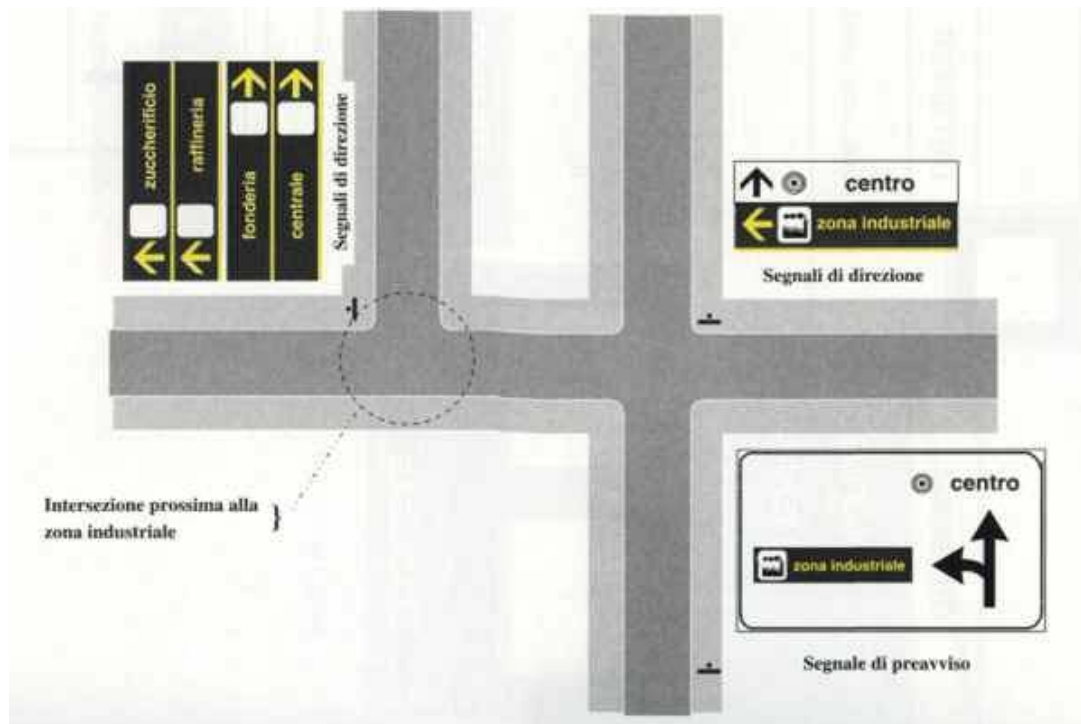 zuccherificio
raffineria
fonderia
centrale
Segnali di direzione
centro
zona industriale
Segnali di direzione
Intersezione prossima alla
zona industriale
centro
zona industriale
Segnale di preavviso